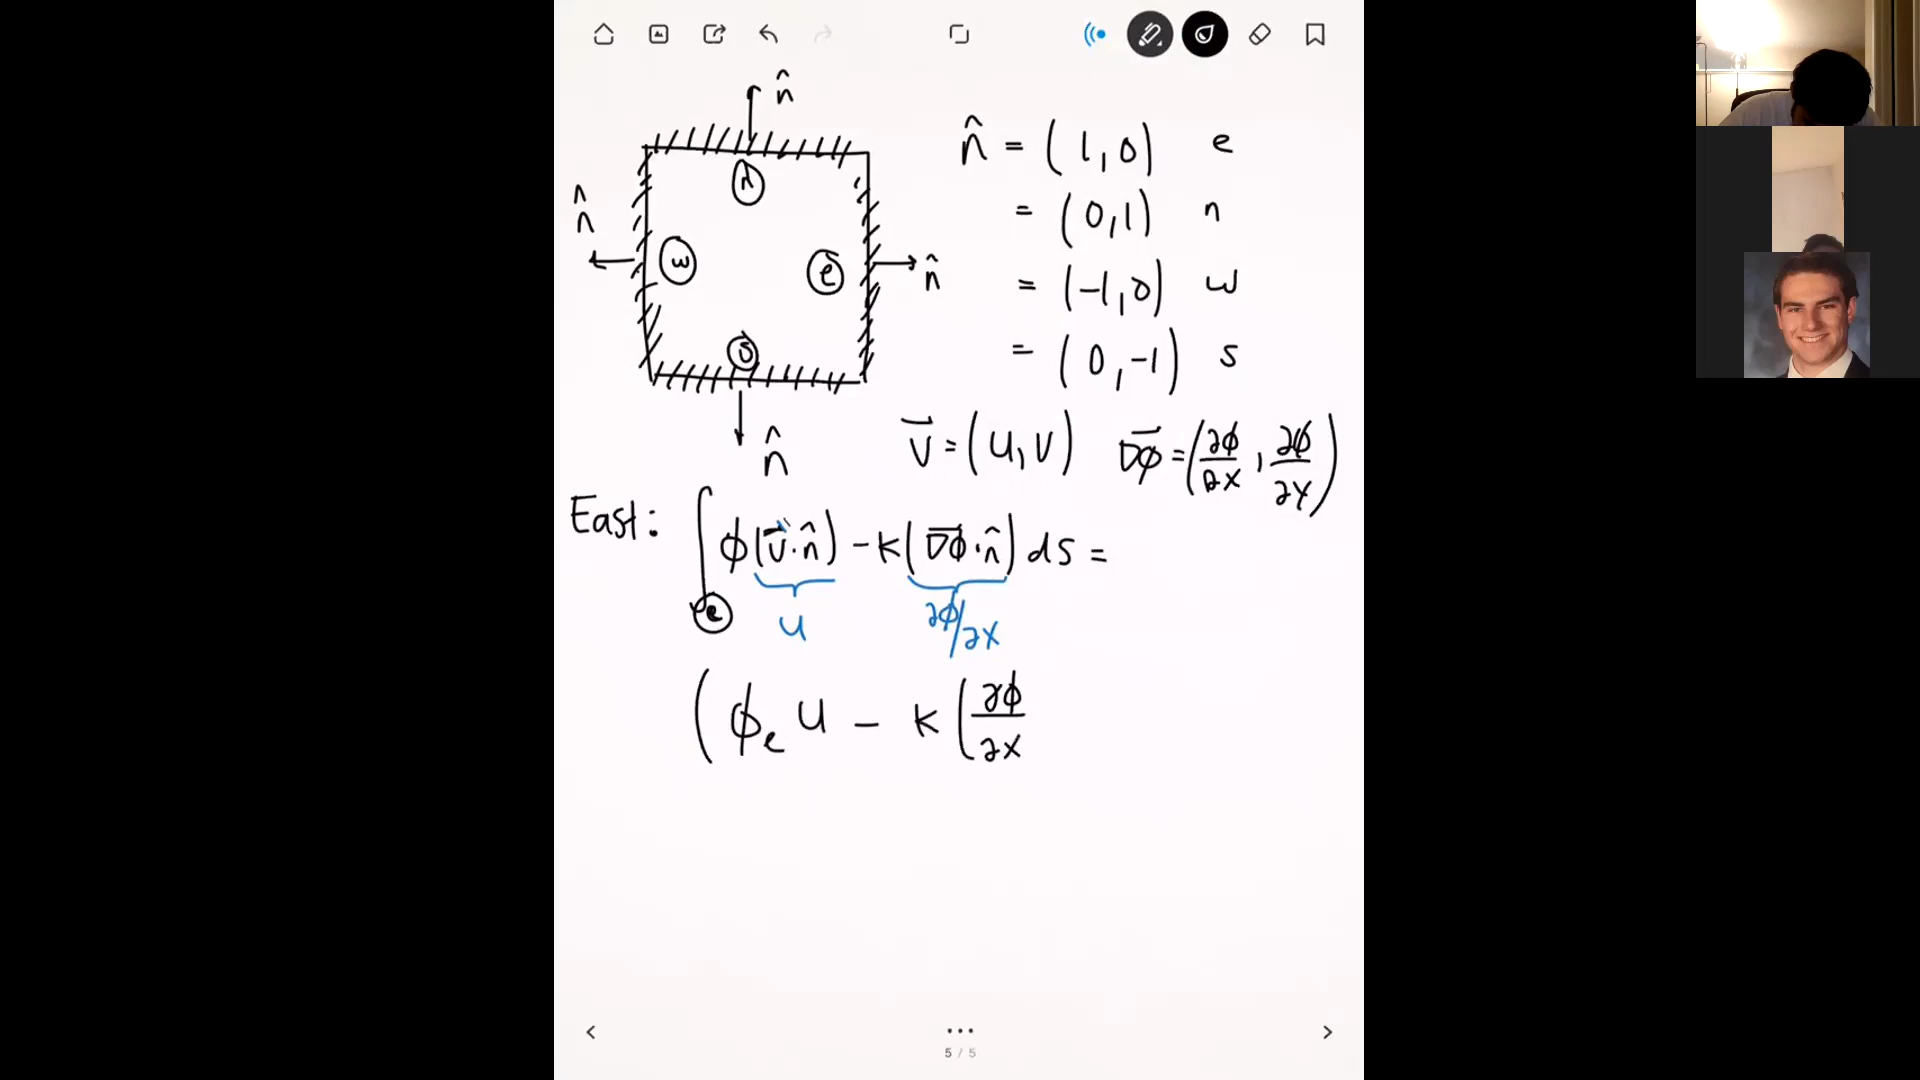 n̂
n̂ = (1,0) e
n
= (0,1) n
n̂
w
e
n̂
= (-1,0) w
s
= (0,-1) s
n̂
V⃗ = (u,v) ∇ϕ⃗ = (∂ϕ/∂x, ∂ϕ/∂y)
East: ∫ ϕ(v⃗·n̂) - K(∇ϕ⃗·n̂) ds =
e u ∂ϕ/∂x
(ϕₑ u - K(∂ϕ/∂x
5 / 5